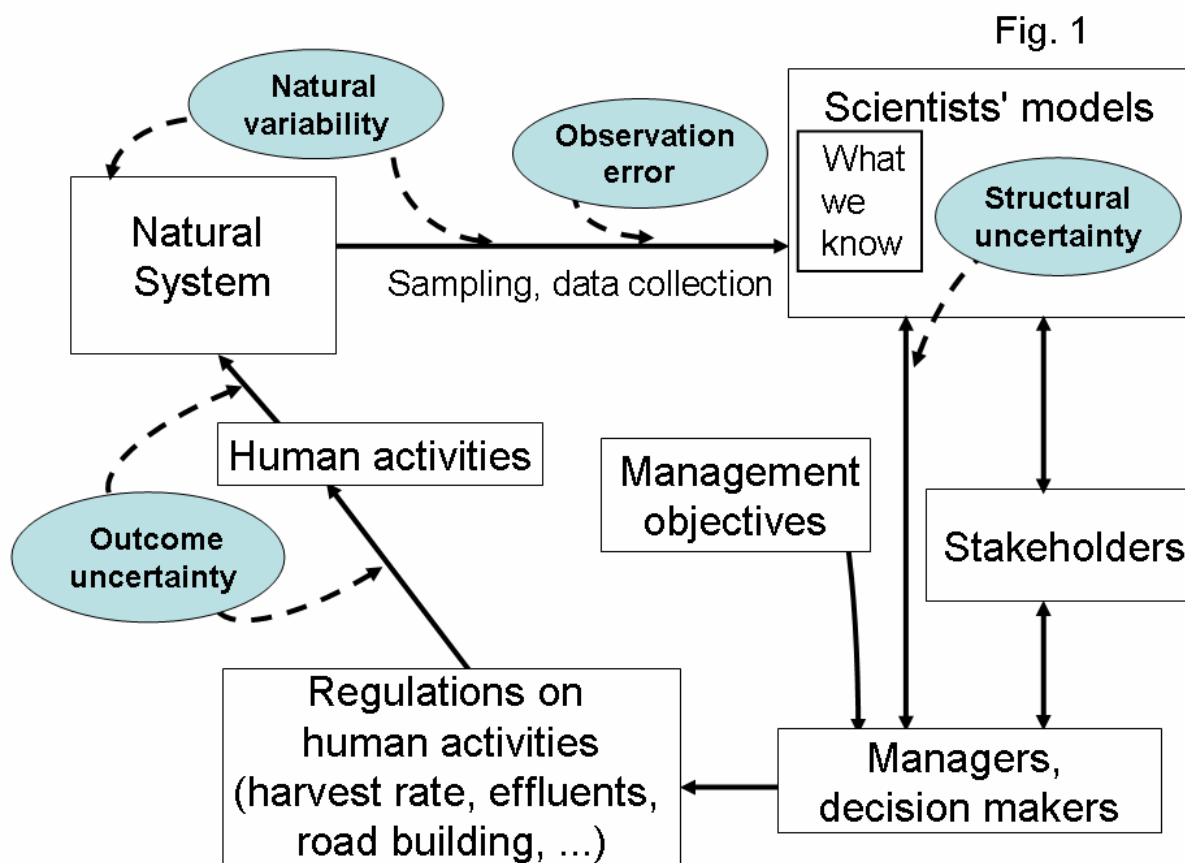 Fig. 1
Natural
variability
Observation
error
Scientists' models
What
we
know
Structural
uncertainty
Natural
System
Sampling, data collection
Human activities
Management
objectives
Stakeholders
Outcome
uncertainty
Regulations on
human activities
(harvest rate, effluents,
road building, ...)
Managers,
decision makers